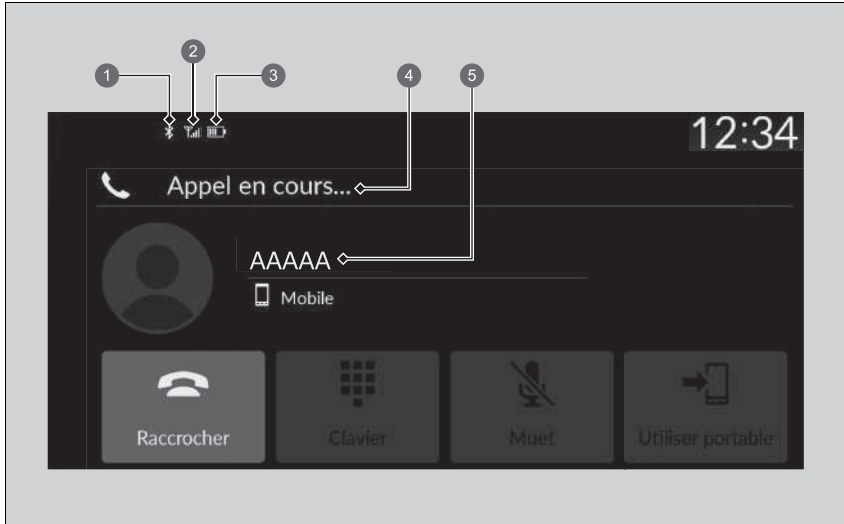 1 2 3 4 5
12:34
Appel en cours...
AAAAA
Mobile
Raccrocher Clavier Muet Utiliser portable